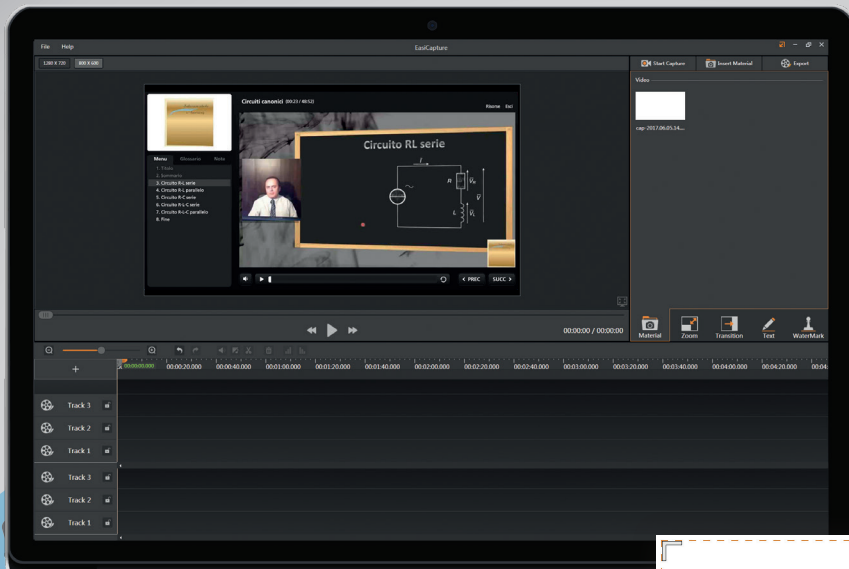 File Help EasiCapture
1280 X 720 800 X 600
Start Capture Insert Material Export
Video
cap-2017.06.05.14....
Circuiti canonici (00:23 / 08:52)
Risorse Esci
Menu Glossario Note
1. Titolo
2. Sommario
3. Circuito R-L serie
4. Circuito R-L parallelo
5. Circuito R-C serie
6. Circuito R-L-C serie
7. Circuito R-L-C parallelo
8. Fine
Circuito RL serie
I
R
L
< PREC SUCC >
00:00:00 / 00:00:00
Material Zoom Transition Text WaterMark
00:00:00.000 00:00:20.000 00:00:40.000 00:01:00.000 00:01:20.000 00:01:40.000 00:02:00.000 00:02:20.000 00:02:40.000 00:03:00.000 00:03:20.000 00:03:40.000 00:04:00.000 00:04:20.000 00:04:
Track 3
Track 2
Track 1
Track 3
Track 2
Track 1